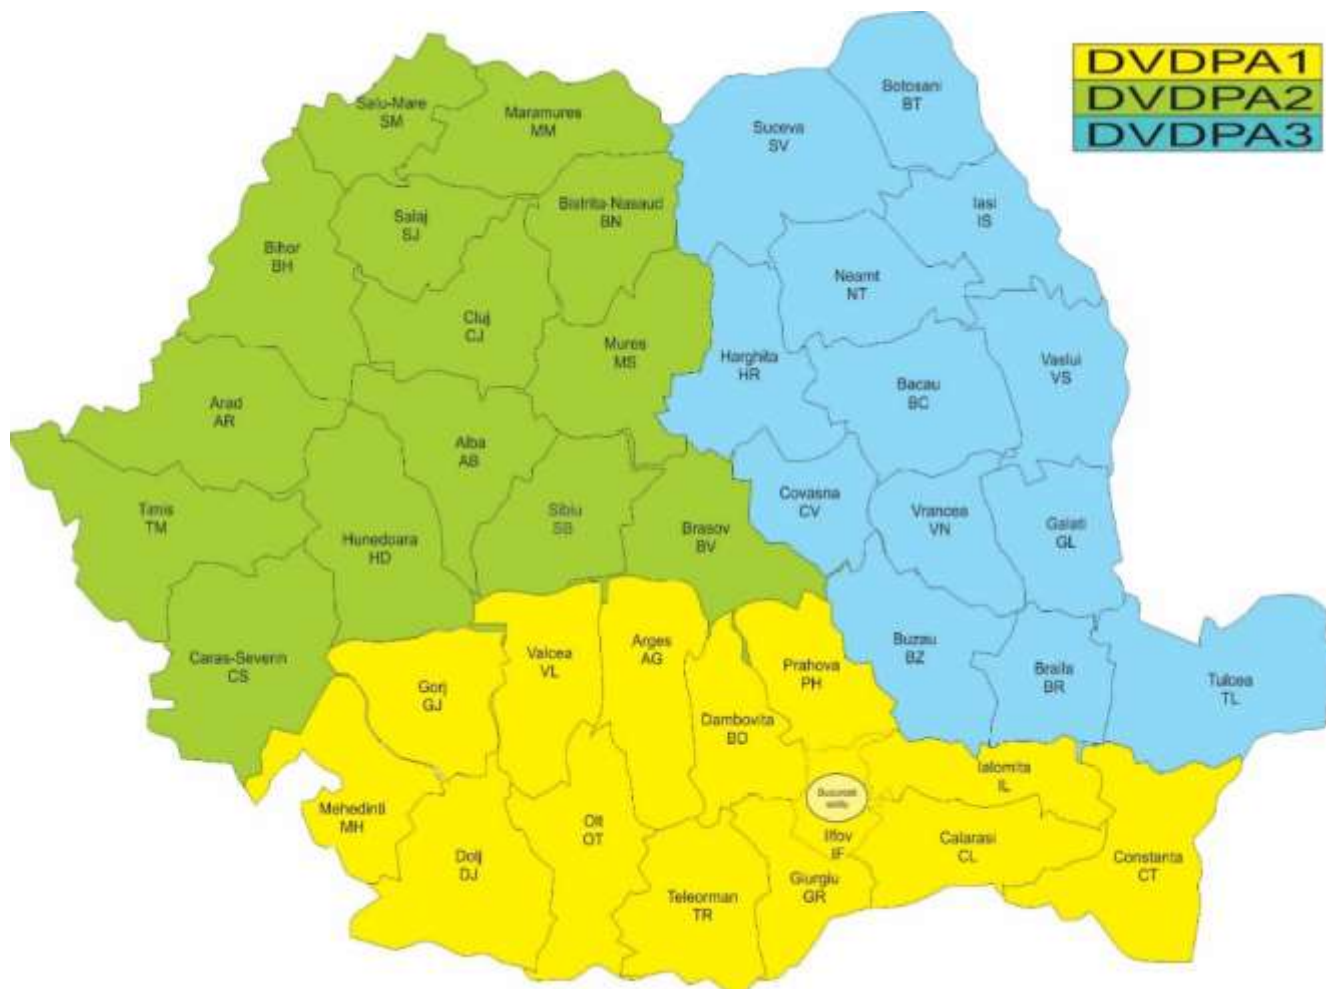 DVDPA1
DVDPA2
DVDPA3
Botosani
BT
Satu-Mare
SM
Maramures
MM
Suceva
SV
Iasi
IS
Bistrita-Nasaud
BN
Salaj
SJ
Bihor
BH
Neamt
NT
Cluj
CJ
Mures
MS
Harghita
HR
Vaslui
VS
Bacau
BC
Arad
AR
Alba
AB
Covasna
CV
Timis
TM
Sibiu
SB
Vrancea
VN
Galati
GL
Brasov
BV
Hunedoara
HD
Caras-Severin
CS
Valcea
VL
Arges
AG
Buzau
BZ
Prahova
PH
Braila
BR
Tulcea
TL
Gorj
GJ
Dambovita
BD
Ialomita
IL
Bucuresti
Mehedinti
MH
Olt
OT
Ilfov
IF
Calarasi
CL
Dolj
DJ
Constanta
CT
Giurgiu
GR
Teleorman
TR